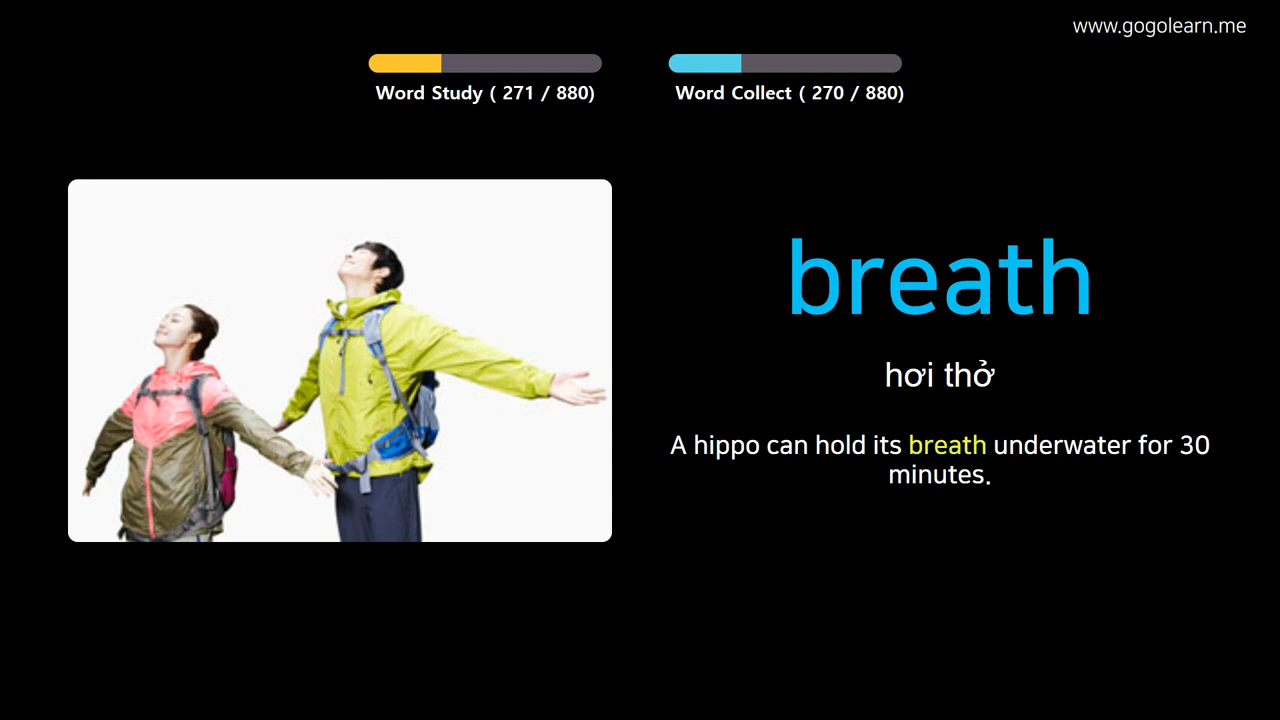 www.gogolearn.me
Word Study ( 271 / 880)
Word Collect ( 270 / 880)
breath
hơi thở
A hippo can hold its breath underwater for 30
minutes.